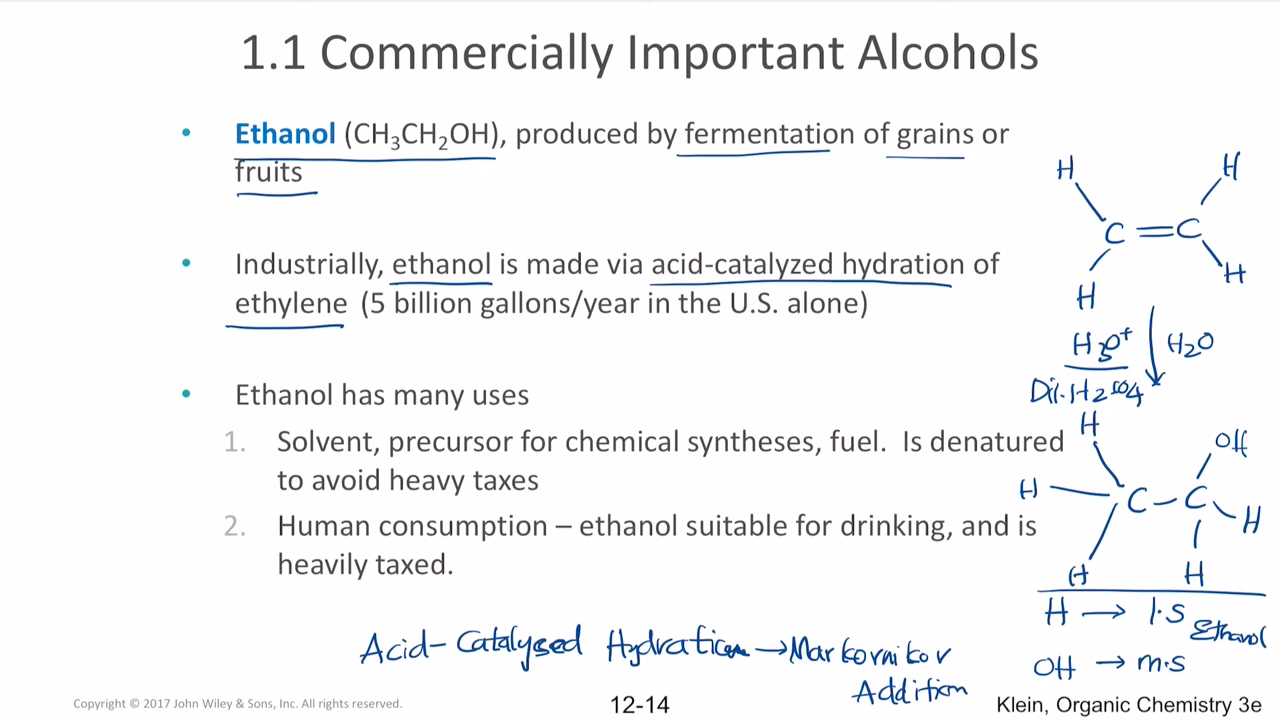 1.1 Commercially Important Alcohols
• Ethanol (CH₃CH₂OH), produced by fermentation of grains or
fruits
• Industrially, ethanol is made via acid-catalyzed hydration of
ethylene (5 billion gallons/year in the U.S. alone)
• Ethanol has many uses
1. Solvent, precursor for chemical syntheses, fuel. Is denatured
to avoid heavy taxes
2. Human consumption – ethanol suitable for drinking, and is
heavily taxed.
H H
C = C
H H
H₃O⁺ H₂O
Dil. H₂SO₄
H OH
H C – C H
H H
H → l.s
Ethanol
OH → m.s
Acid-Catalysed Hydration → Markovnikov
Addition
Copyright © 2017 John Wiley & Sons, Inc. All rights reserved.
12-14
Klein, Organic Chemistry 3e